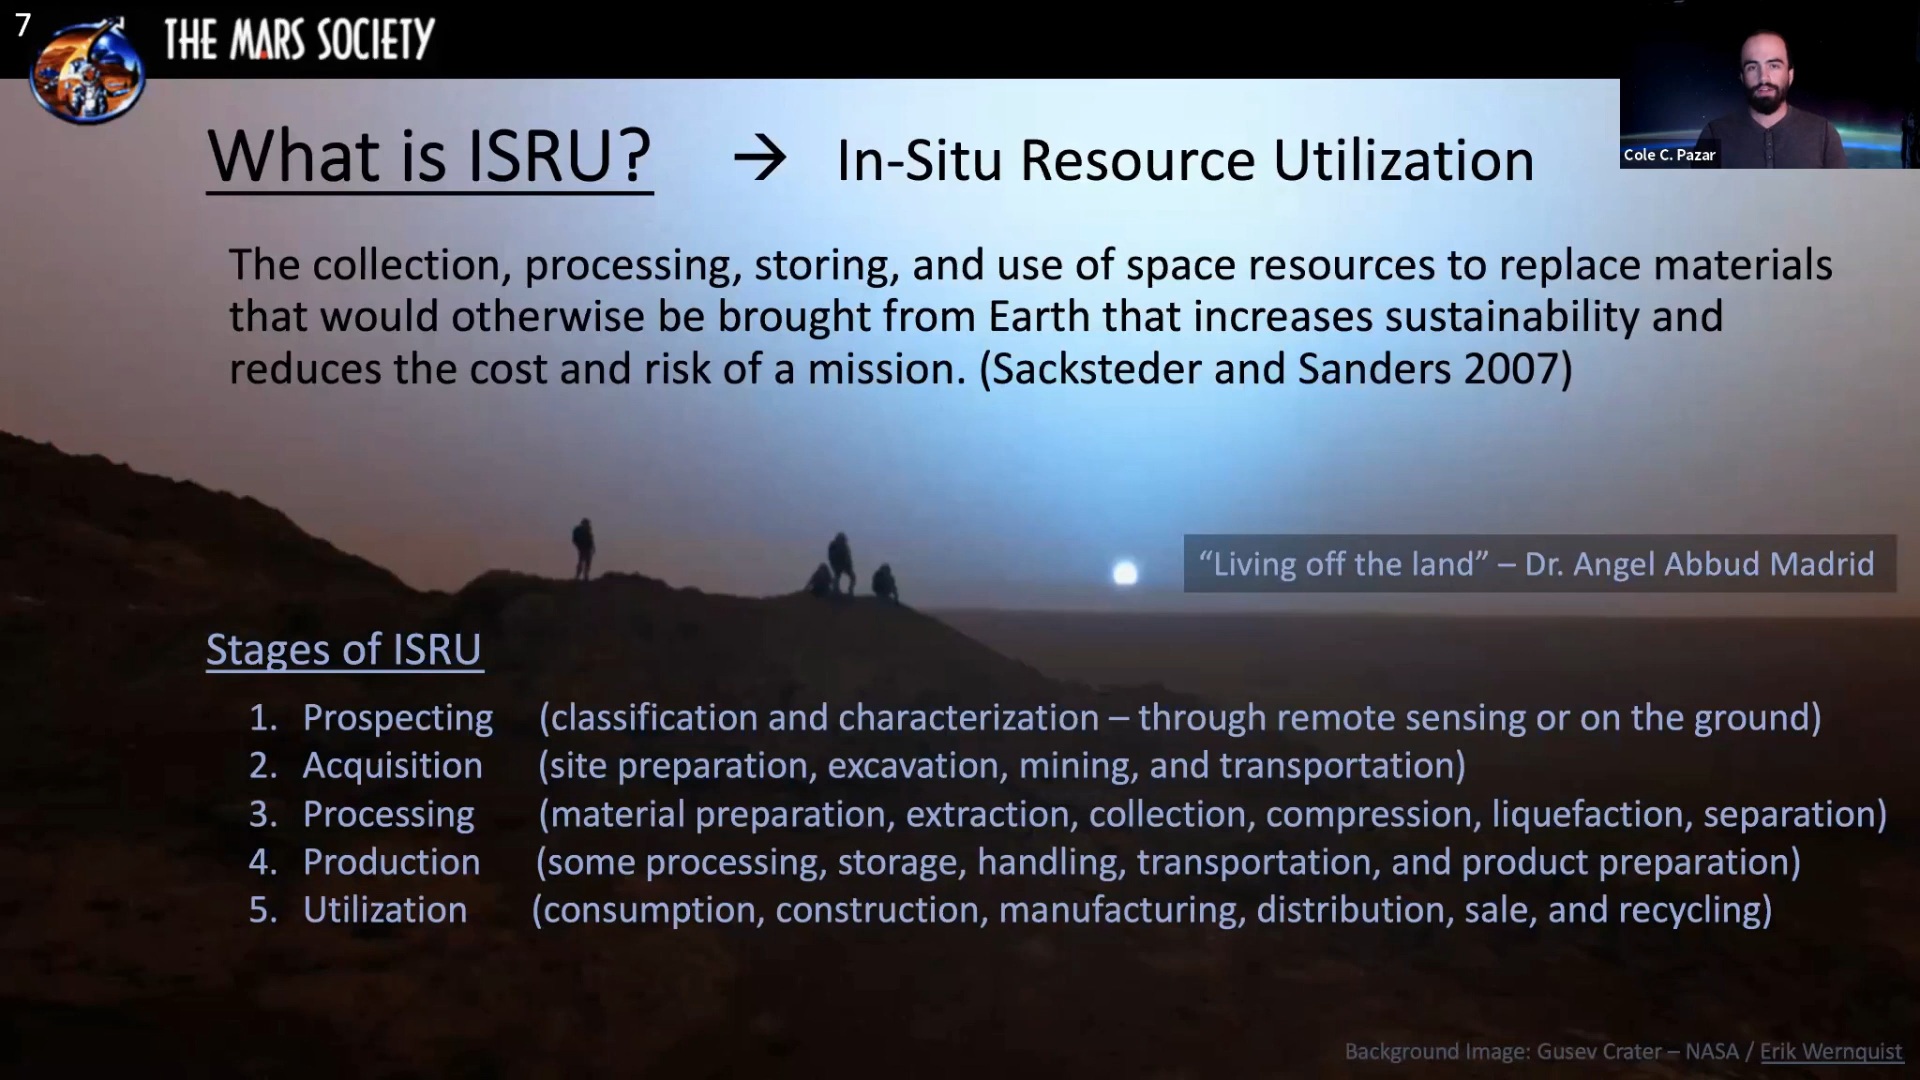 7
THE MARS SOCIETY
What is ISRU? → In-Situ Resource Utilization
Cole C. Pazar
The collection, processing, storing, and use of space resources to replace materials
that would otherwise be brought from Earth that increases sustainability and
reduces the cost and risk of a mission. (Sacksteder and Sanders 2007)
“Living off the land” – Dr. Angel Abbud Madrid
Stages of ISRU
1. Prospecting (classification and characterization – through remote sensing or on the ground)
2. Acquisition (site preparation, excavation, mining, and transportation)
3. Processing (material preparation, extraction, collection, compression, liquefaction, separation)
4. Production (some processing, storage, handling, transportation, and product preparation)
5. Utilization (consumption, construction, manufacturing, distribution, sale, and recycling)
Background Image: Gusev Crater – NASA / Erik Wernquist